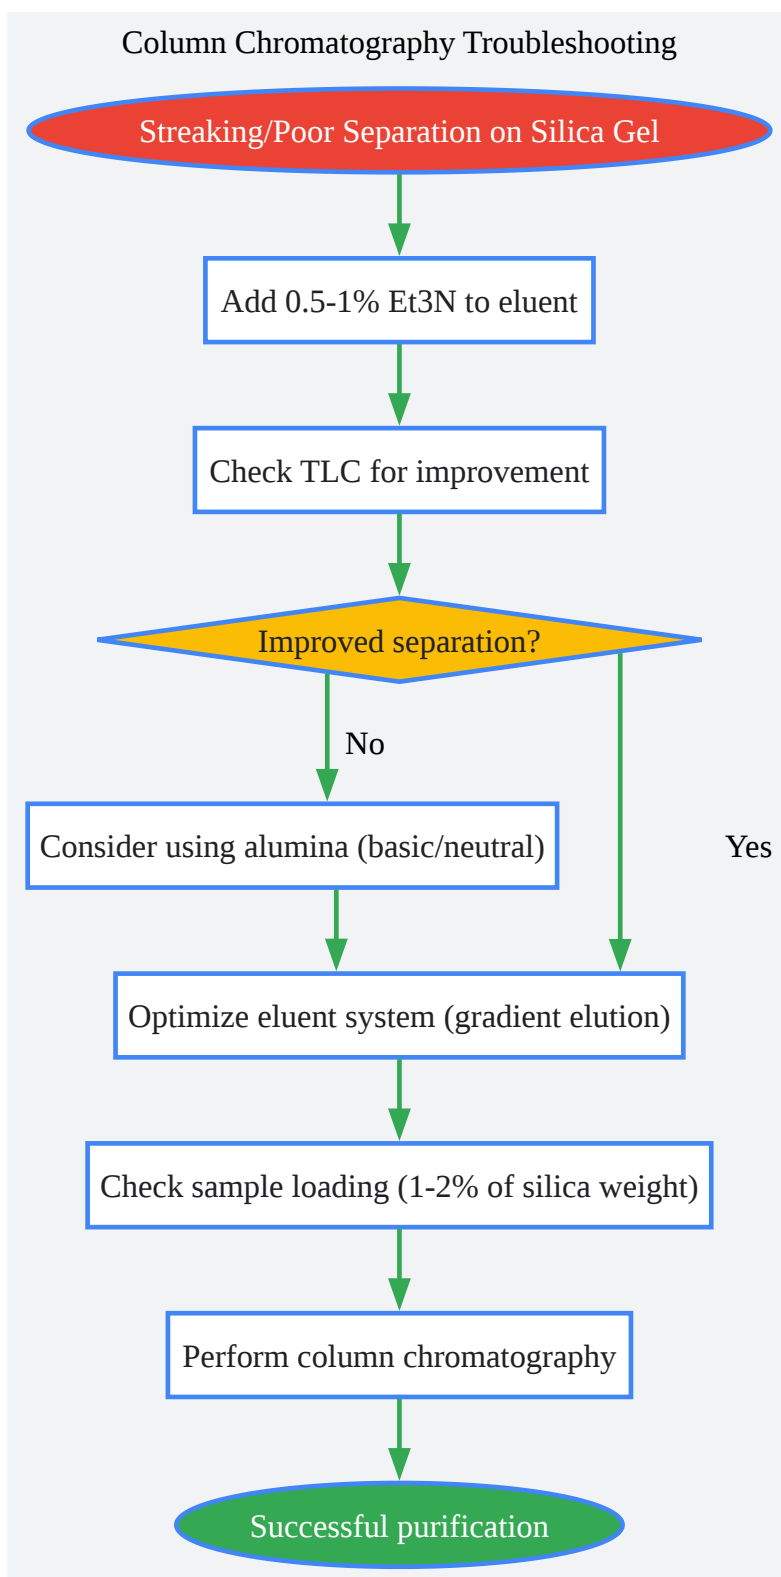 Column Chromatography Troubleshooting
Streaking/Poor Separation on Silica Gel
Add 0.5-1% Et3N to eluent
Check TLC for improvement
Improved separation?
No
Consider using alumina (basic/neutral)
Yes
Optimize eluent system (gradient elution)
Check sample loading (1-2% of silica weight)
Perform column chromatography
Successful purification